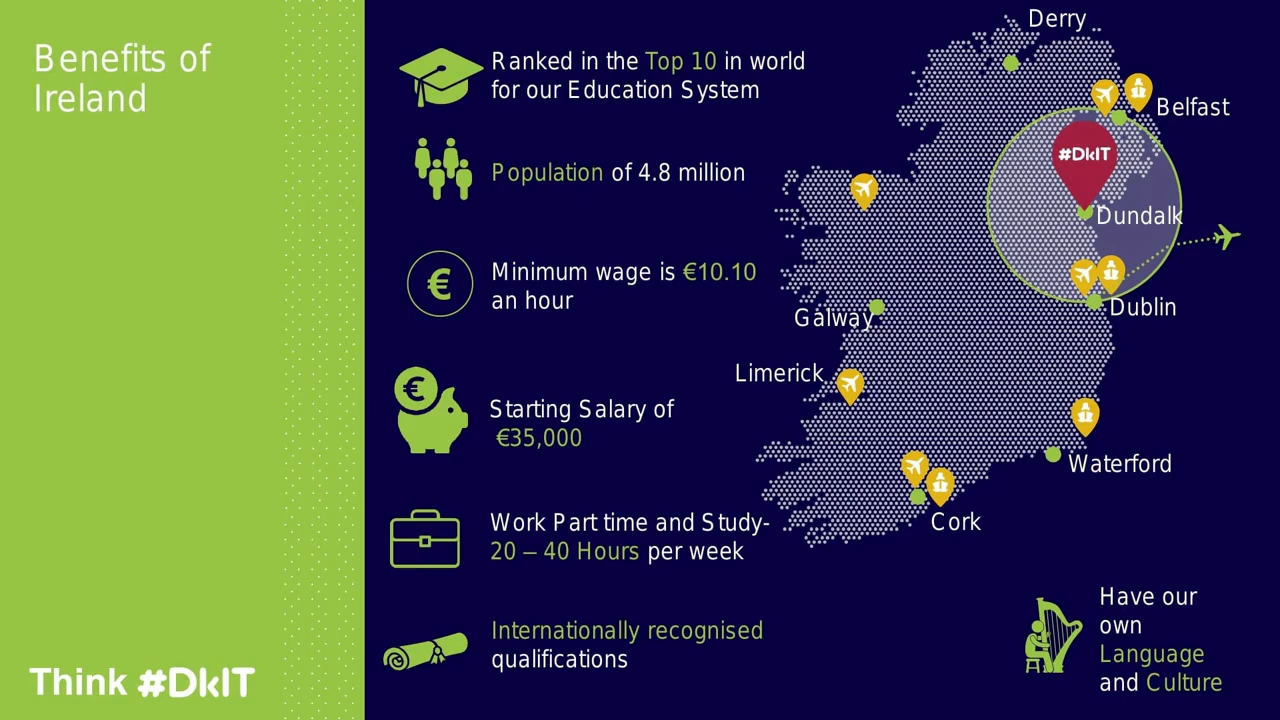 Benefits of
Ireland
Ranked in the Top 10 in world
for our Education System
Population of 4.8 million
€
Minimum wage is €10.10
an hour
€
Starting Salary of
€35,000
Work Part time and Study-
20 – 40 Hours per week
Internationally recognised
qualifications
Derry
Belfast
#DkIT
Dundalk
Dublin
Galway
Limerick
Waterford
Cork
Have our
own
Language
and Culture
Think #DkIT